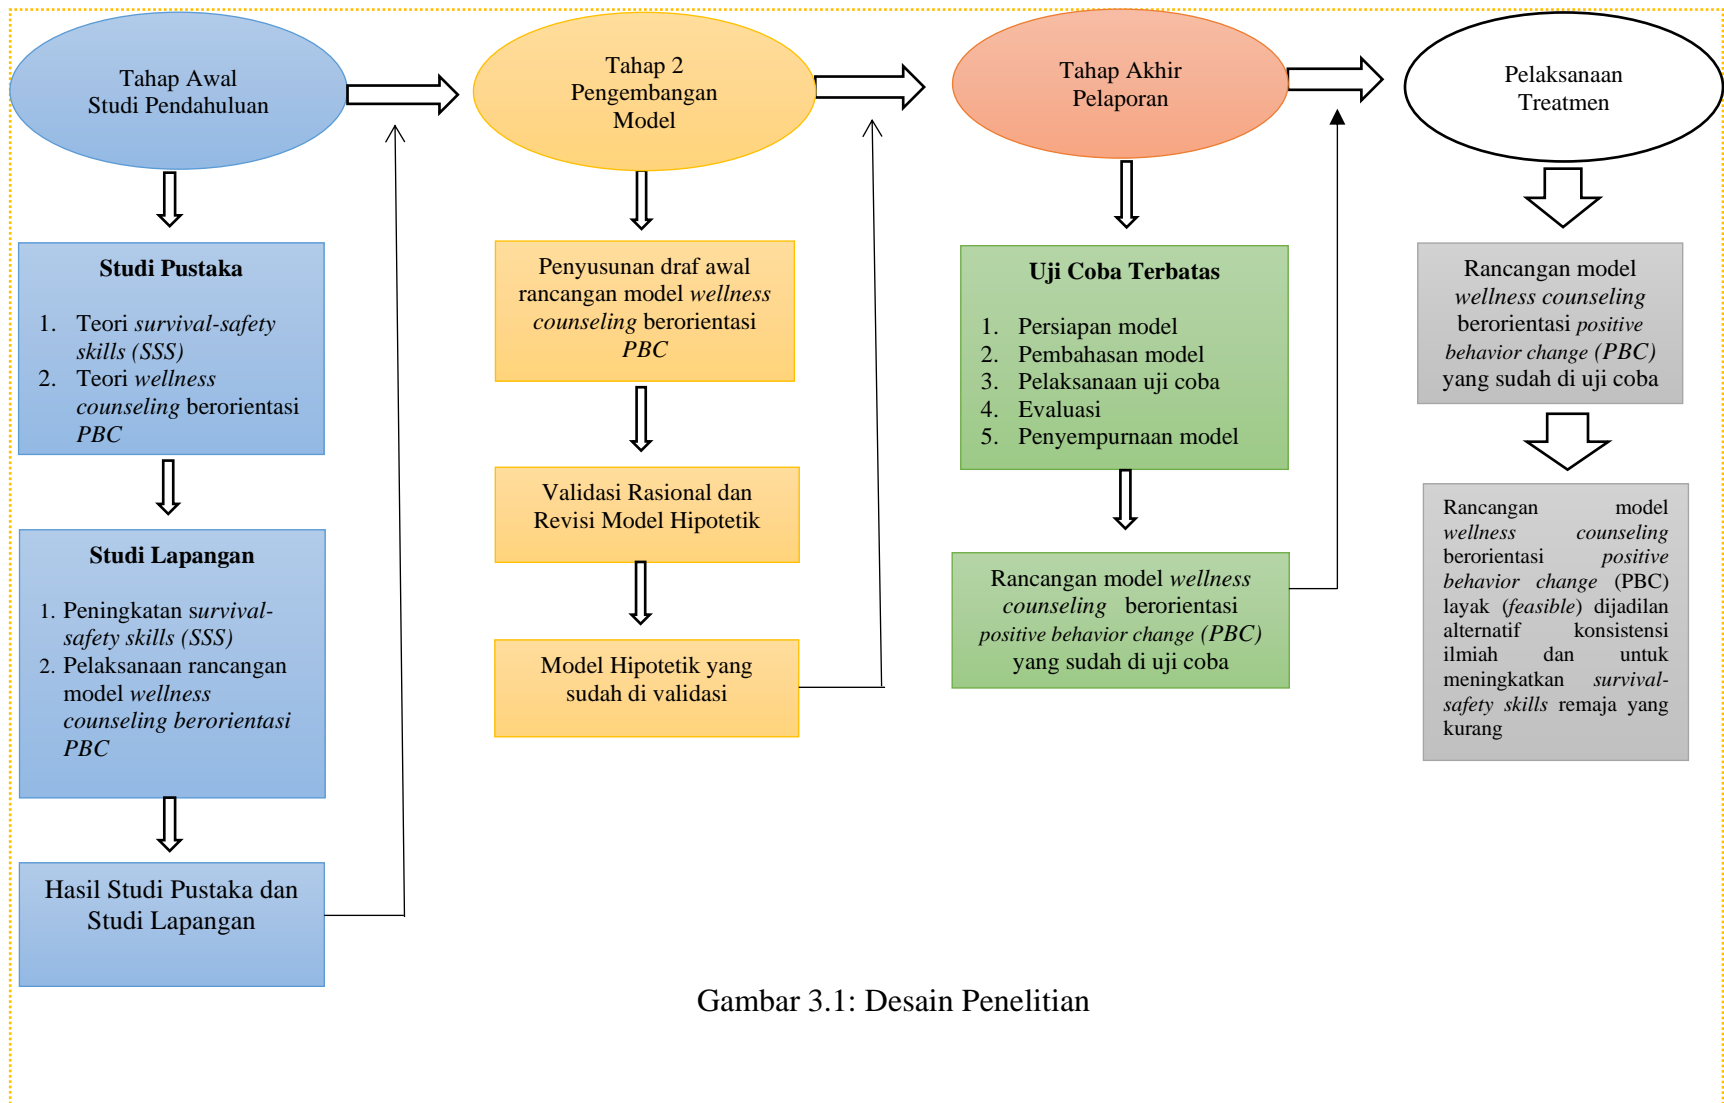 Tahap Awal
Studi Pendahuluan
Studi Pustaka
1. Teori survival-safety
skills (SSS)
2. Teori wellness
counseling berorientasi
PBC
Studi Lapangan
1. Peningkatan survival-
safety skills (SSS)
2. Pelaksanaan rancangan
model wellness
counseling berorientasi
PBC
Hasil Studi Pustaka dan
Studi Lapangan
Tahap 2
Pengembangan
Model
Penyusunan draf awal
rancangan model wellness
counseling berorientasi
PBC
Validasi Rasional dan
Revisi Model Hipotetik
Model Hipotetik yang
sudah di validasi
Tahap Akhir
Pelaporan
Uji Coba Terbatas
1. Persiapan model
2. Pembahasan model
3. Pelaksanaan uji coba
4. Evaluasi
5. Penyempurnaan model
Rancangan model wellness
counseling berorientasi
positive behavior change (PBC)
yang sudah di uji coba
Pelaksanaan
Treatmen
Rancangan model
wellness counseling
berorientasi positive
behavior change (PBC)
yang sudah di uji coba
Rancangan model
wellness counseling
berorientasi positive
behavior change (PBC)
layak (feasible) dijadilan
alternatif konsistensi
ilmiah dan untuk
meningkatkan survival-
safety skills remaja yang
kurang
Gambar 3.1: Desain Penelitian